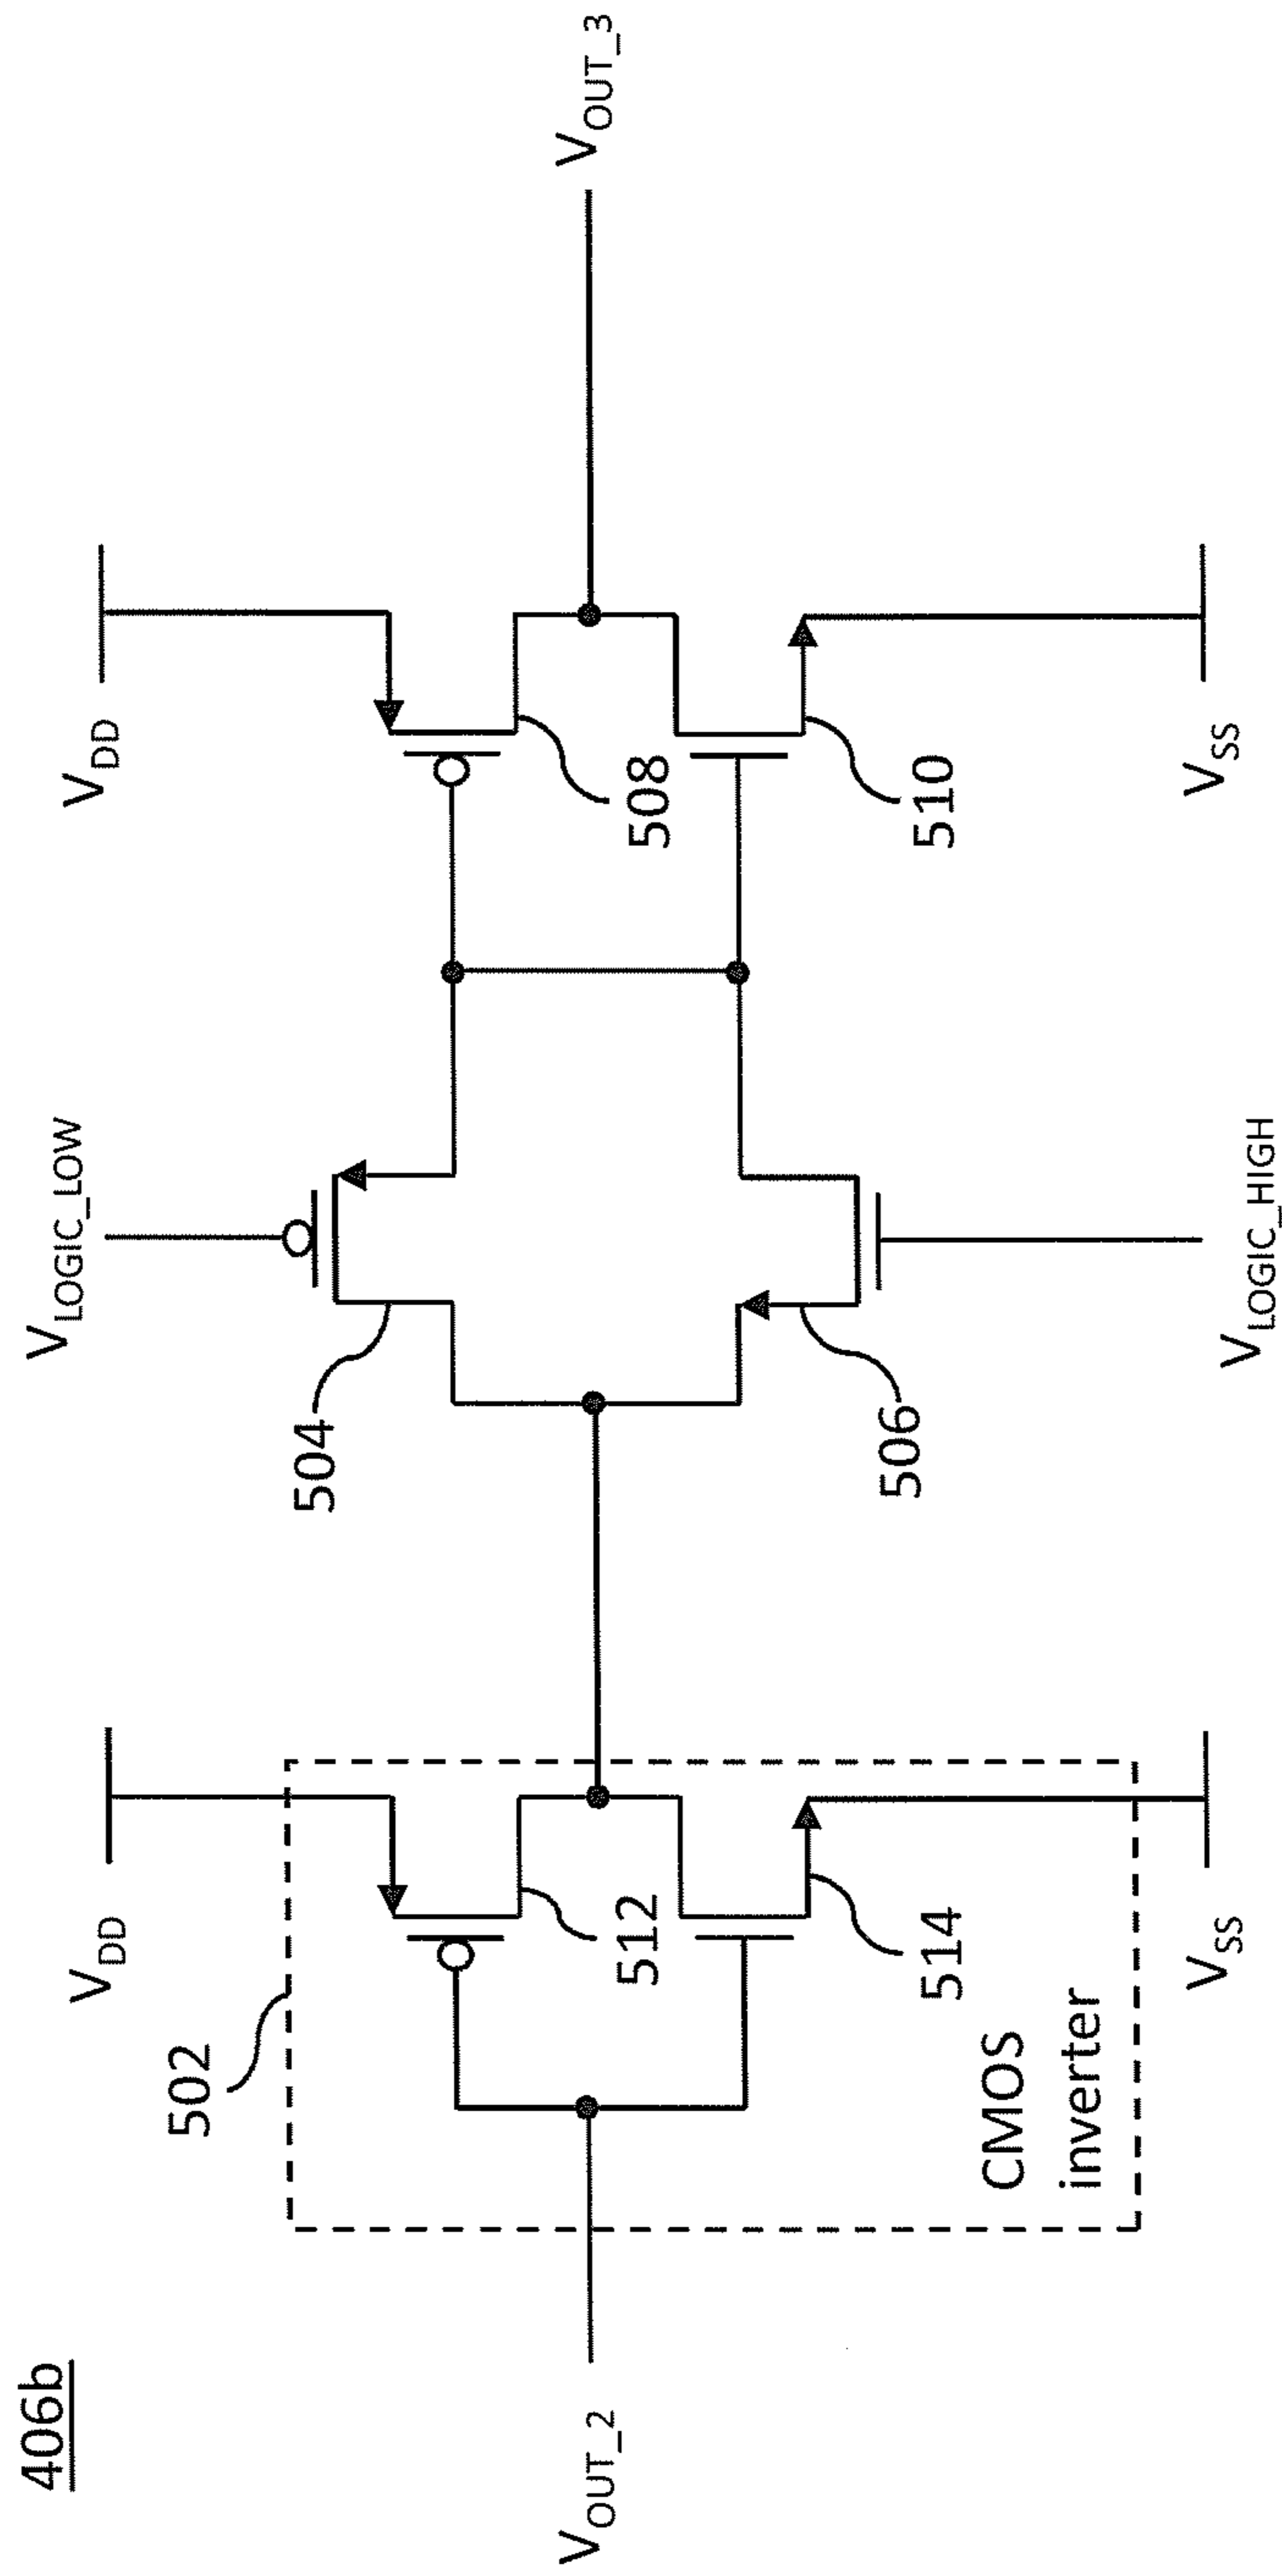 406b
V_LOGIC_LOW
V_DD
V_DD
502
504
512
508
V_OUT_2
V_OUT_3
514
506
510
CMOS
inverter
V_SS
V_LOGIC_HIGH
V_SS